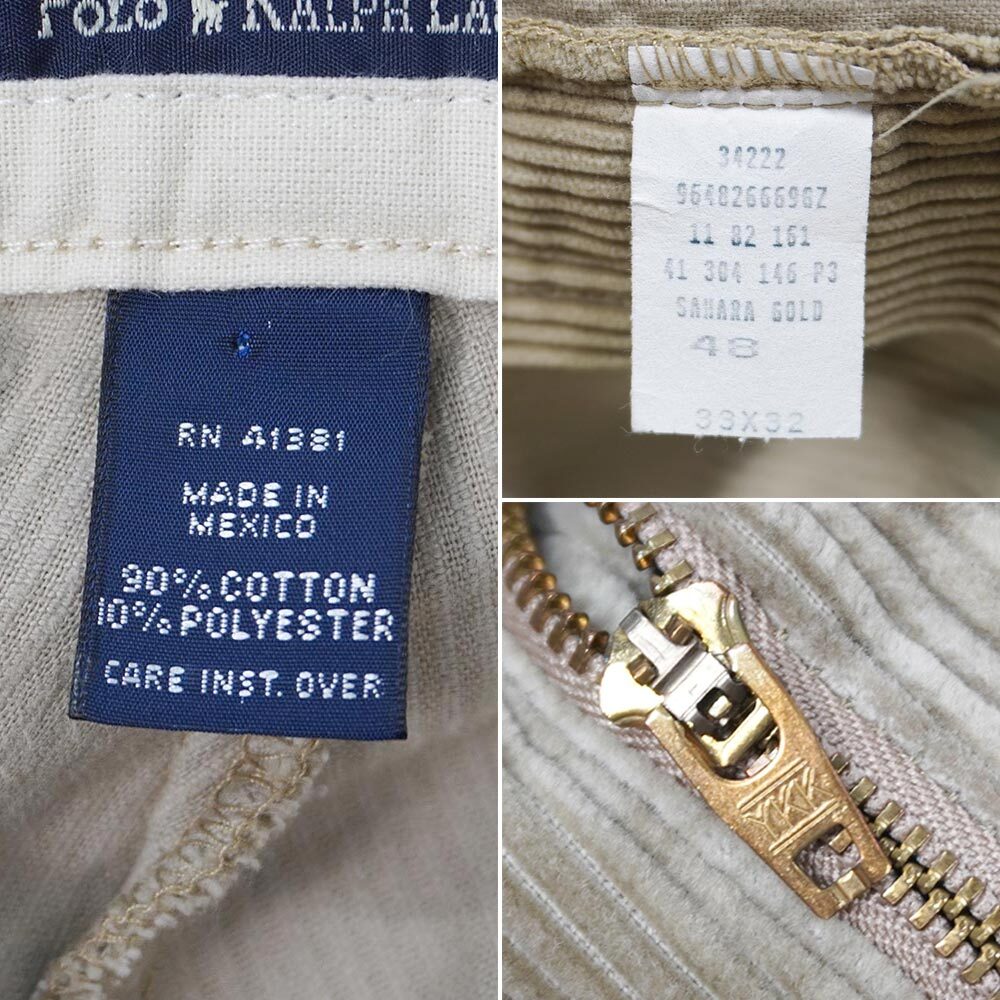 POLO RALPH LA
RN 41381
MADE IN
MEXICO
90% COTTON
10% POLYESTER
CARE INST. OVER
34222
964826669GZ
11 82 161
41 304 146 P3
SAHARA GOLD
48
33X32
YKK